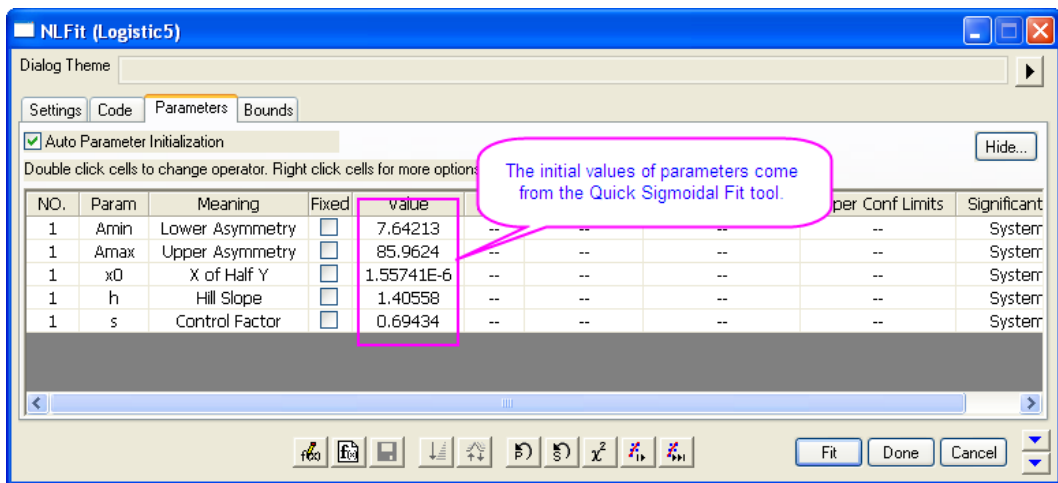 NLFit (Logistic5)
Dialog Theme
Settings Code Parameters Bounds
Auto Parameter Initialization
Hide...
Double click cells to change operator. Right click cells for more options
The initial values of parameters come
from the Quick Sigmoidal Fit tool.
NO. Param Meaning Fixed Value per Conf Limits Significant
1 Amin Lower Asymmetry 7.64213 -- -- -- -- System
1 Amax Upper Asymmetry 85.9624 -- -- -- -- System
1 x0 X of Half Y 1.55741E-6 -- -- -- -- System
1 h Hill Slope 1.40558 -- -- -- -- System
1 s Control Factor 0.69434 -- -- -- -- System
Fit Done Cancel